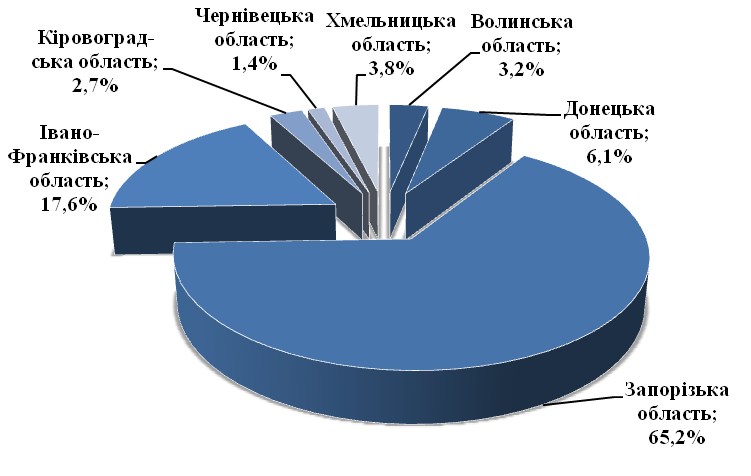 Чернівецька
область;
1,4%
Хмельницька
область;
3,8%
Волинська
область;
3,2%
Кіровоград-
ська область;
2,7%
Донецька
область;
6,1%
Івано-
Франківська
область;
17,6%
Запорізька
область;
65,2%